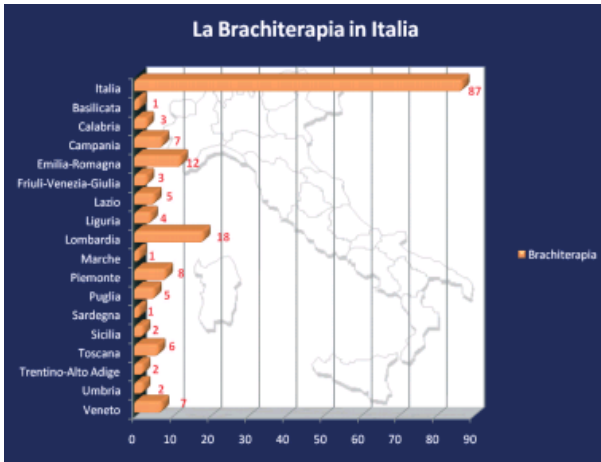 La Brachiterapia in Italia
Italia 87
Basilicata 1
Calabria 3
Campania 7
Emilia-Romagna 12
Friuli-Venezia-Giulia 3
Lazio 5
Liguria 4
Lombardia 18
Marche 1
Piemonte 8
Puglia 5
Sardegna 1
Sicilia 2
Toscana 6
Trentino-Alto Adige 2
Umbria 2
Veneto 7
Brachiterapia
0 10 20 30 40 50 60 70 80 90